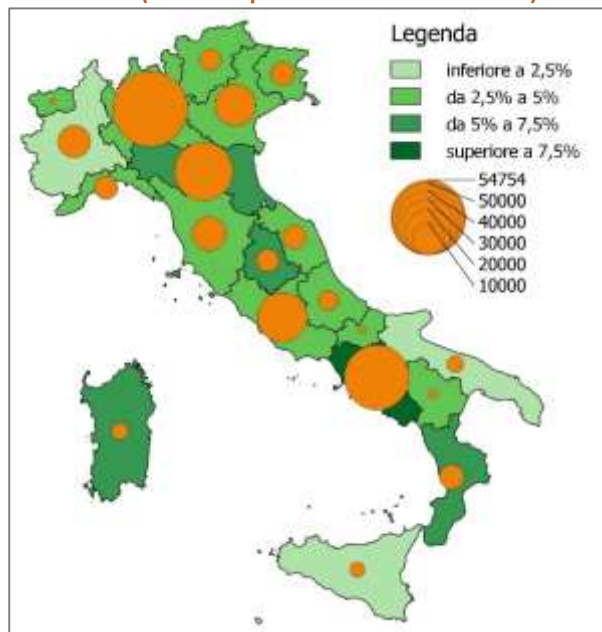 Legenda
inferiore a 2,5%
da 2,5% a 5%
da 5% a 7,5%
superiore a 7,5%
54754
50000
40000
30000
20000
10000